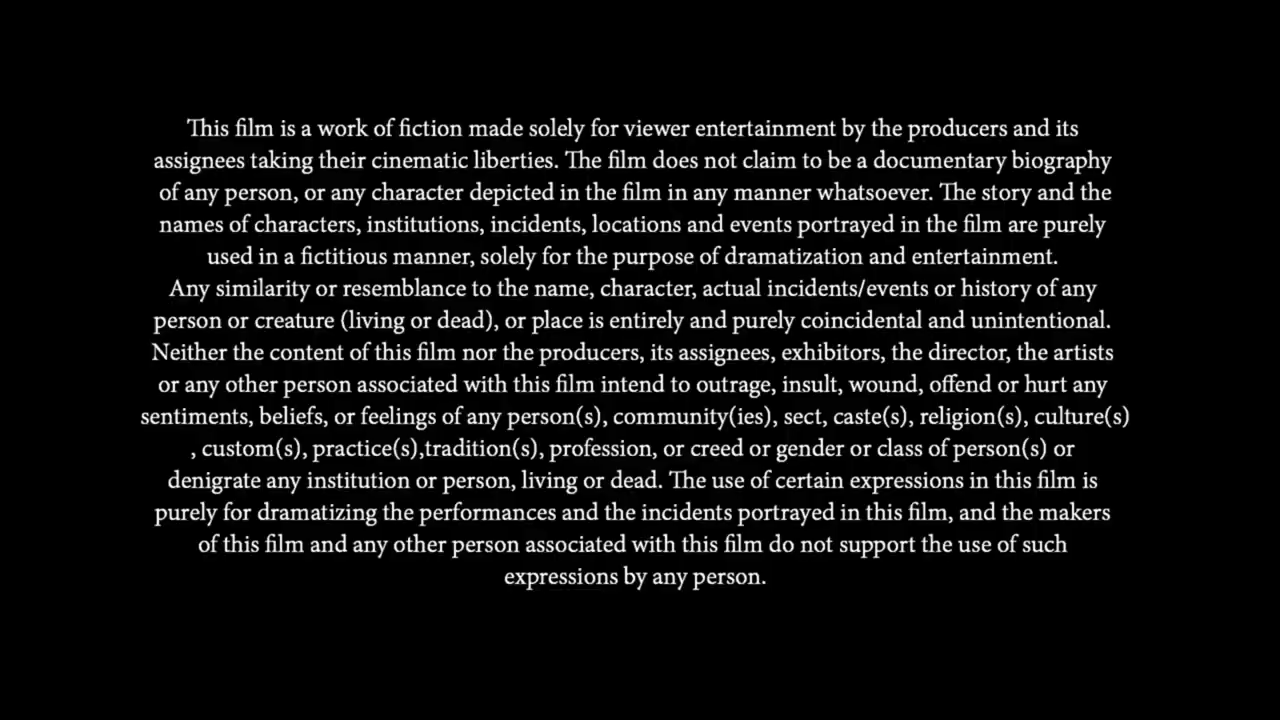 This film is a work of fiction made solely for viewer entertainment by the producers and its
assignees taking their cinematic liberties. The film does not claim to be a documentary biography
of any person, or any character depicted in the film in any manner whatsoever. The story and the
names of characters, institutions, incidents, locations and events portrayed in the film are purely
used in a fictitious manner, solely for the purpose of dramatization and entertainment.
Any similarity or resemblance to the name, character, actual incidents/events or history of any
person or creature (living or dead), or place is entirely and purely coincidental and unintentional.
Neither the content of this film nor the producers, its assignees, exhibitors, the director, the artists
or any other person associated with this film intend to outrage, insult, wound, offend or hurt any
sentiments, beliefs, or feelings of any person(s), community(ies), sect, caste(s), religion(s), culture(s)
, custom(s), practice(s),tradition(s), profession, or creed or gender or class of person(s) or
denigrate any institution or person, living or dead. The use of certain expressions in this film is
purely for dramatizing the performances and the incidents portrayed in this film, and the makers
of this film and any other person associated with this film do not support the use of such
expressions by any person.